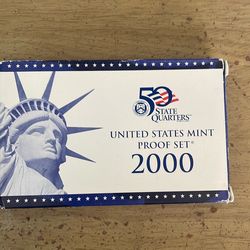 50
STATE
QUARTERS®
UNITED STATES MINT
PROOF SET®
2000